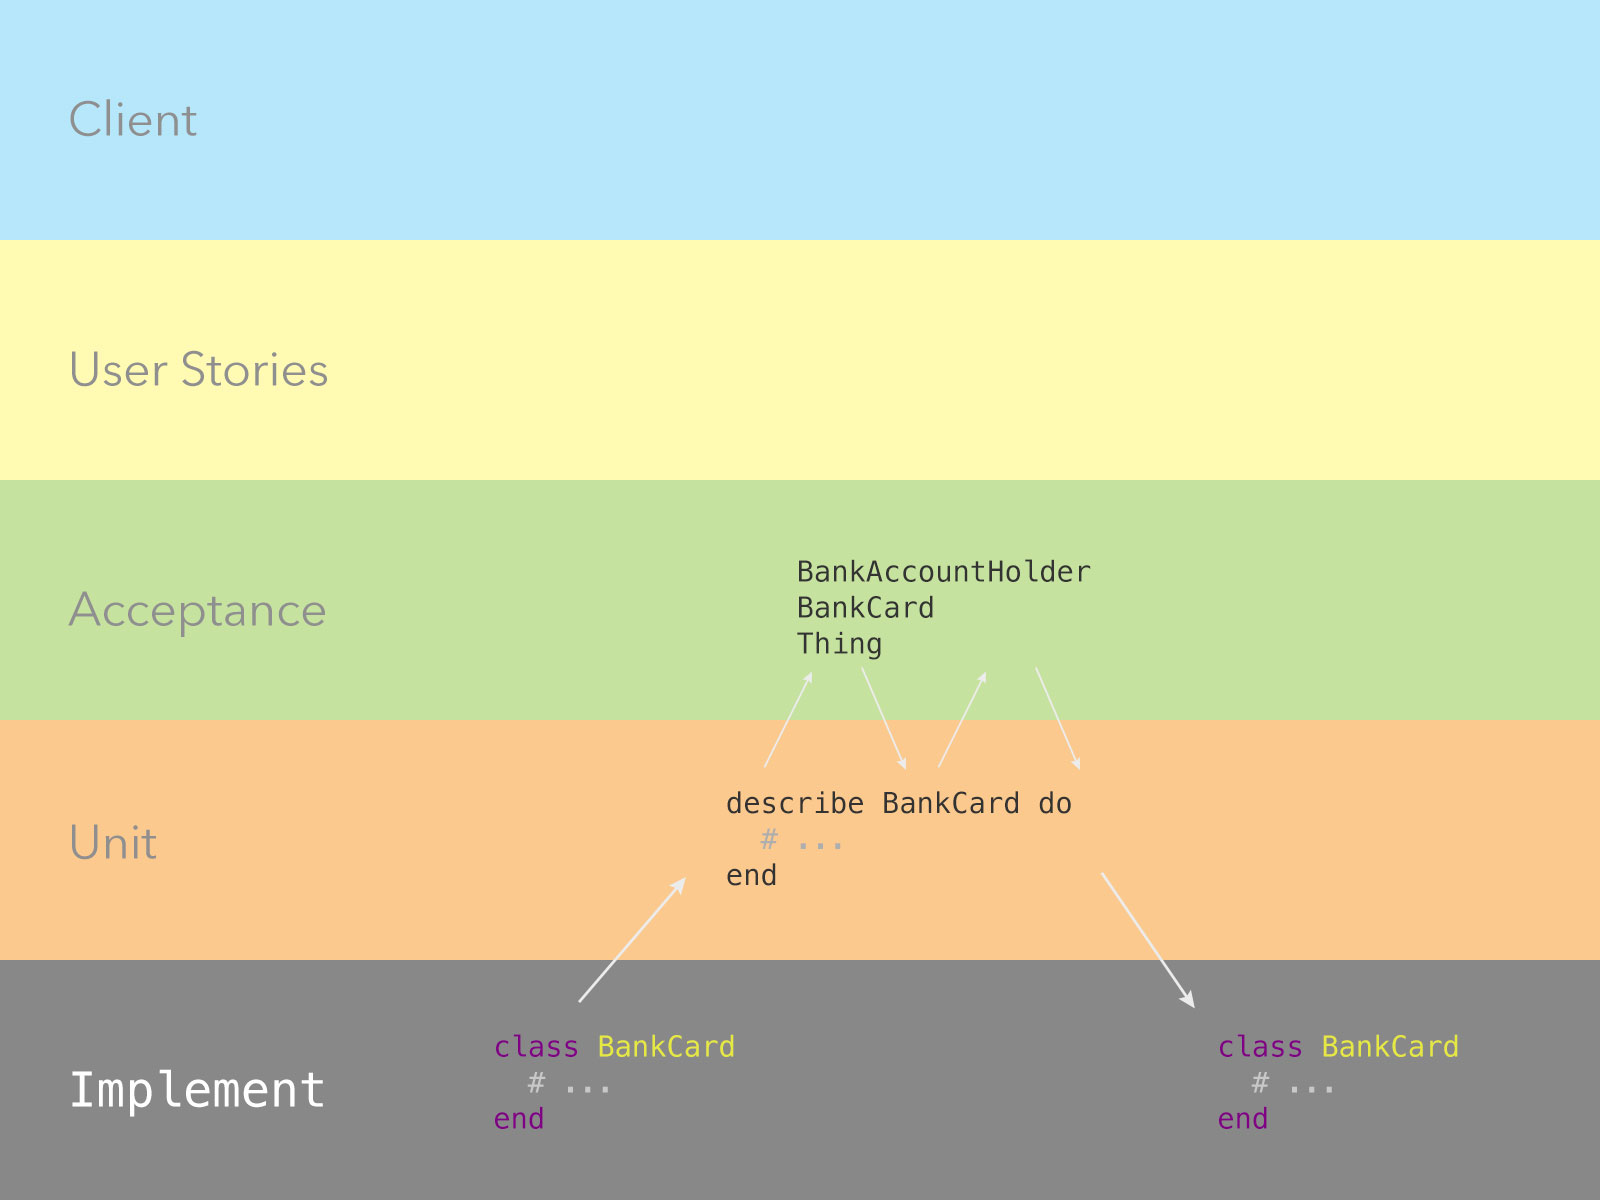 Client
User Stories
Acceptance
BankAccountHolder
BankCard
Thing
Unit
describe BankCard do
  # ...
end
Implement
class BankCard
  # ...
end
class BankCard
  # ...
end